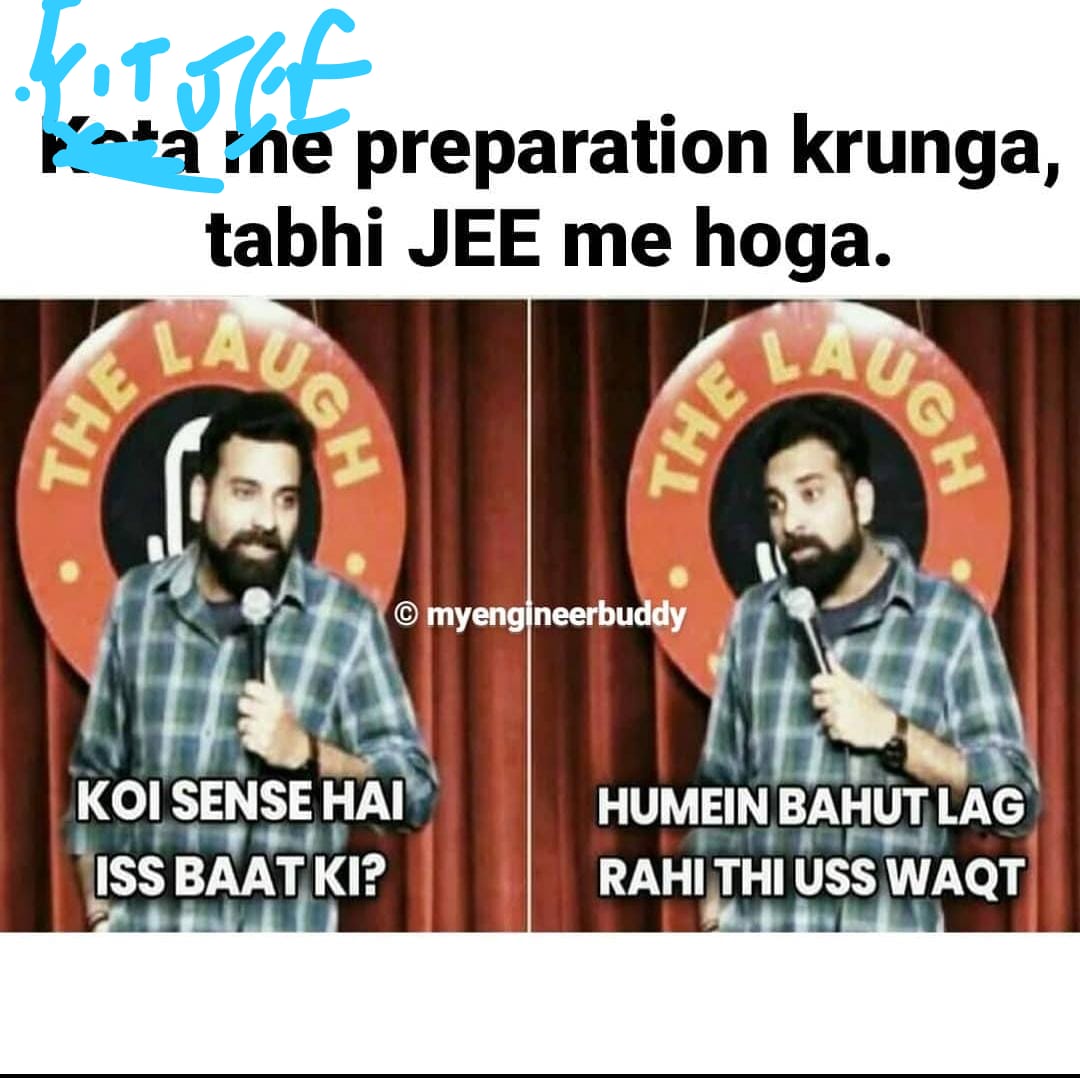 Kota me preparation krunga,
tabhi JEE me hoga.
THE LAUGH
THE LAUGH
© myengineerbuddy
KOI SENSE HAI
ISS BAAT KI?
HUMEIN BAHUT LAG
RAHI THI USS WAQT